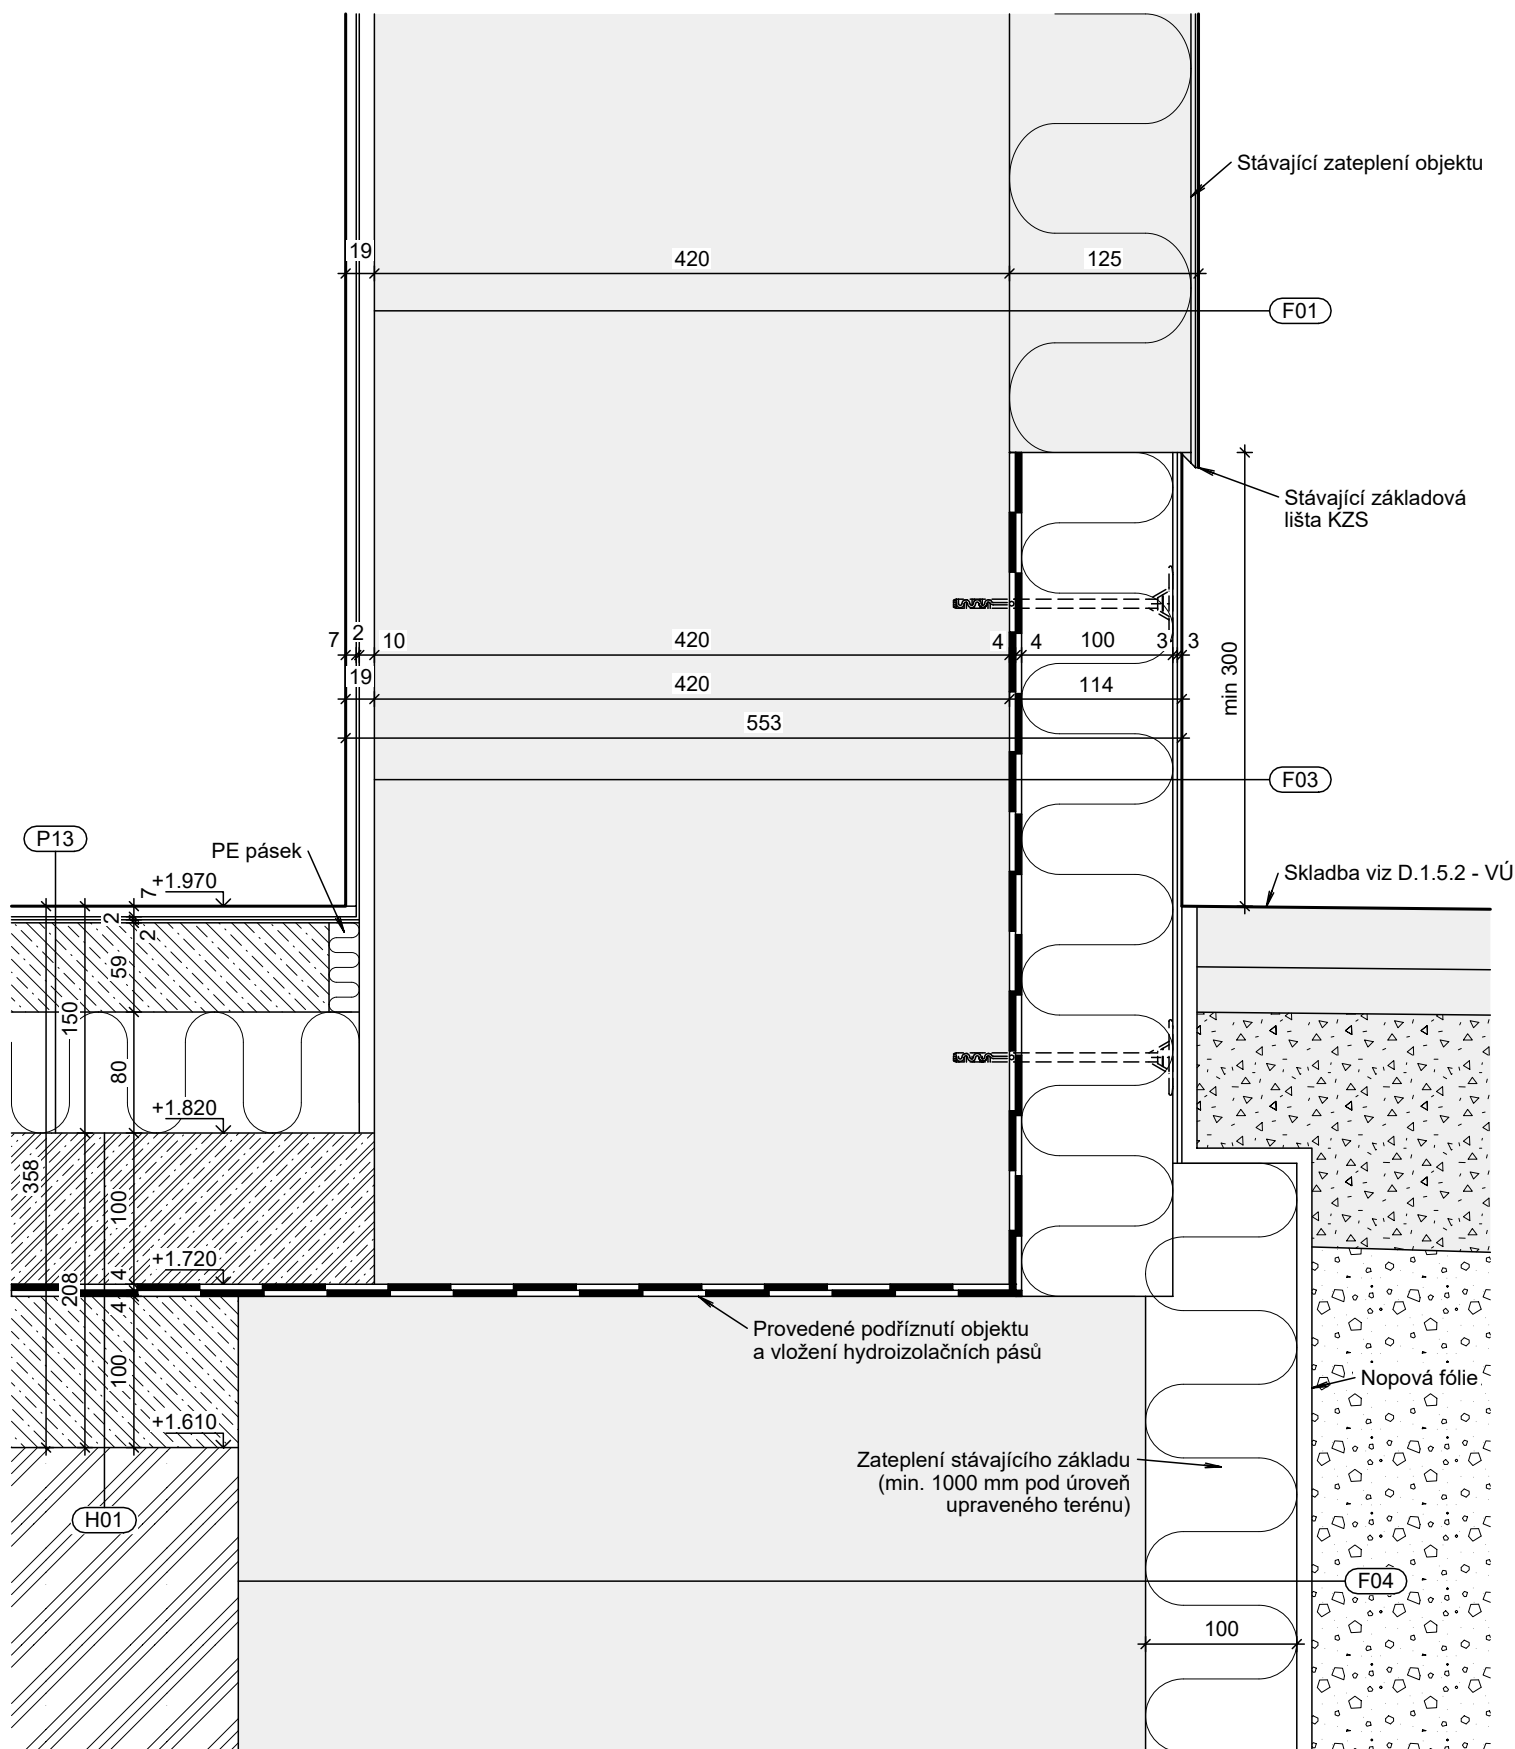 Stávající zateplení objektu
19
420
125
F01
Stávající základová
lišta KZS
7
2
10
420
4
4
100
3
3
19
420
114
min 300
553
F03
P13
PE pásek
+1.970
7
2
2
Skladba viz D.1.5.2 - VÚ
59
150
80
+1.820
358
100
+1.720
4
208
4
Provedené podříznutí objektu
a vložení hydroizolačních pásů
100
Nopová fólie
+1.610
Zateplení stávajícího základu
(min. 1000 mm pod úroveň
upraveného terénu)
H01
F04
100